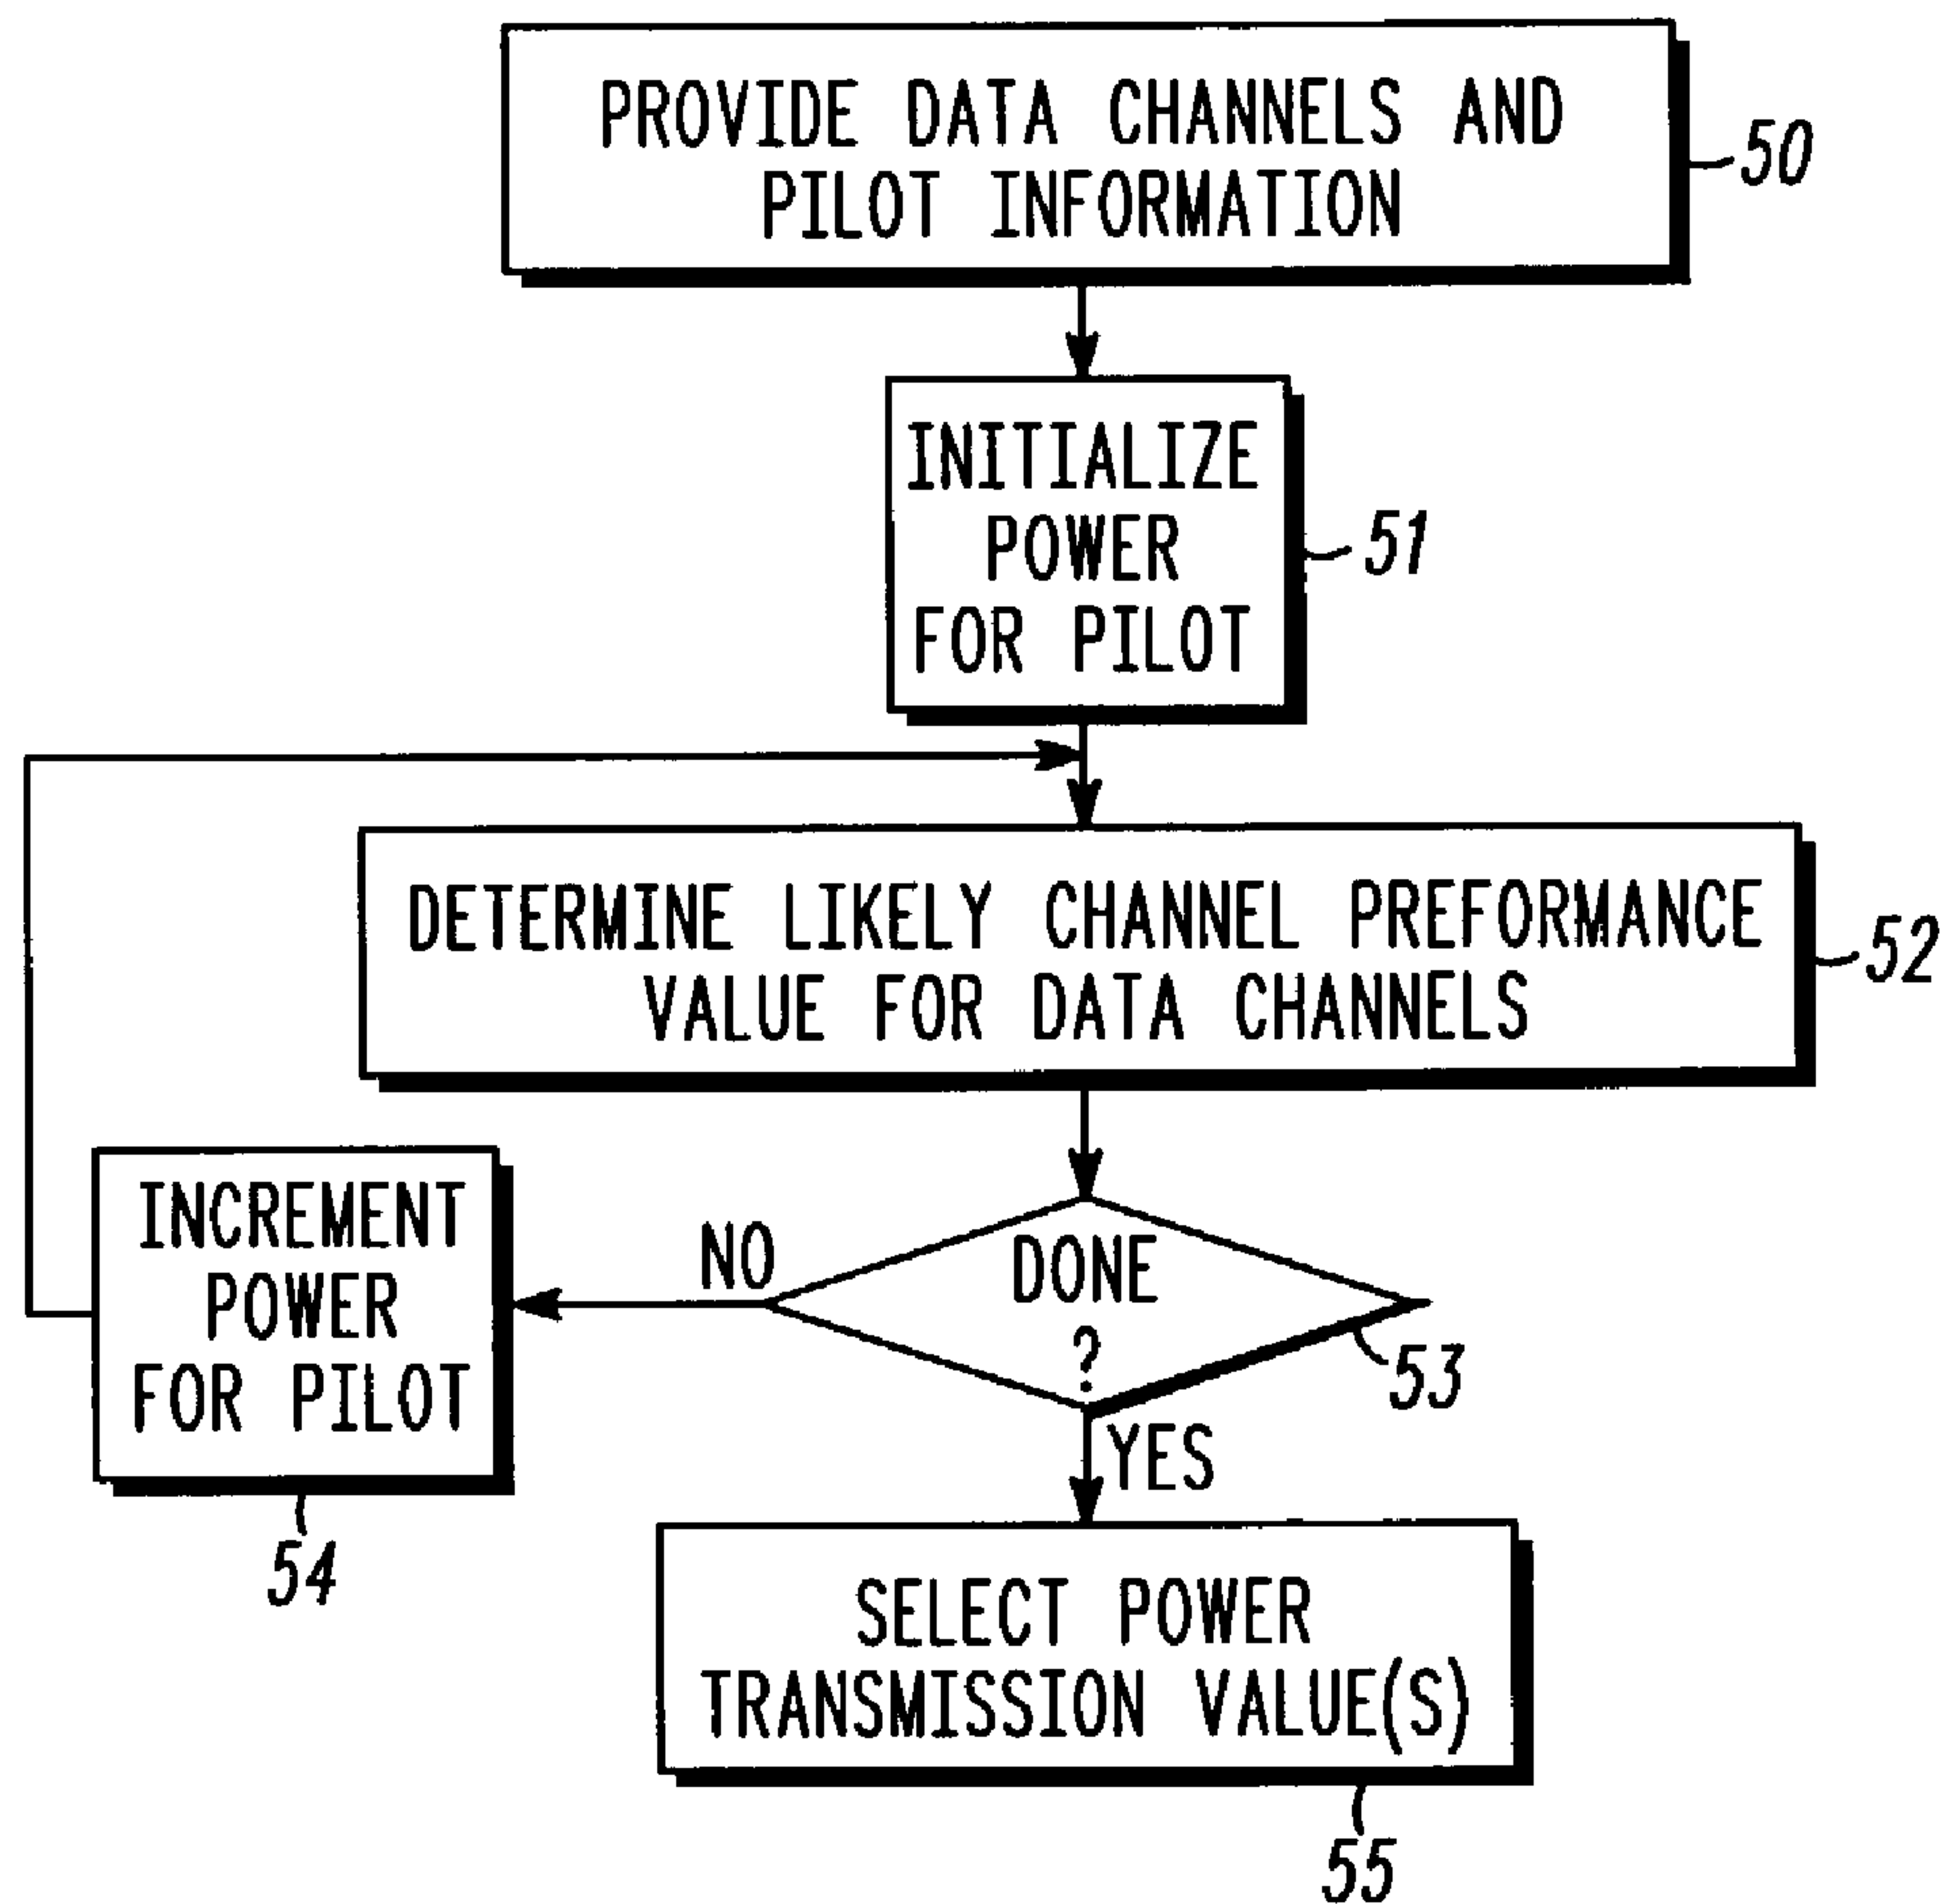 PROVIDE DATA CHANNELS AND
PILOT INFORMATION
50
INITIALIZE
POWER
FOR PILOT
51
DETERMINE LIKELY CHANNEL PREFORMANCE
VALUE FOR DATA CHANNELS
52
DONE
?
53
NO
YES
INCREMENT
POWER
FOR PILOT
54
SELECT POWER
TRANSMISSION VALUE(S)
55